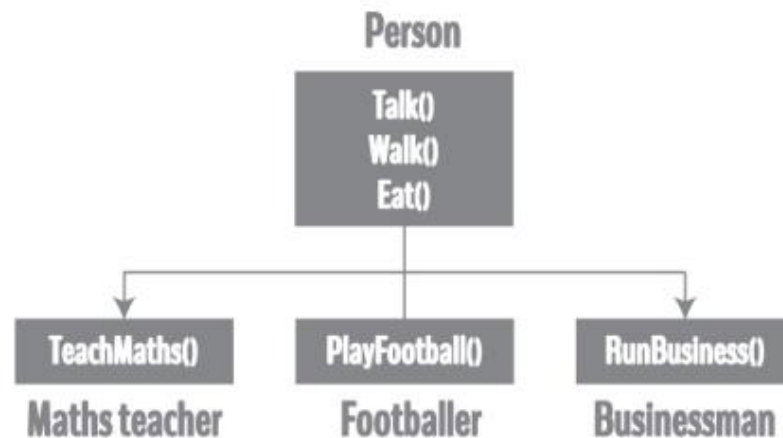 Person
Talk()
Walk()
Eat()
TeachMaths()
PlayFootball()
RunBusiness()
Maths teacher
Footballer
Businessman